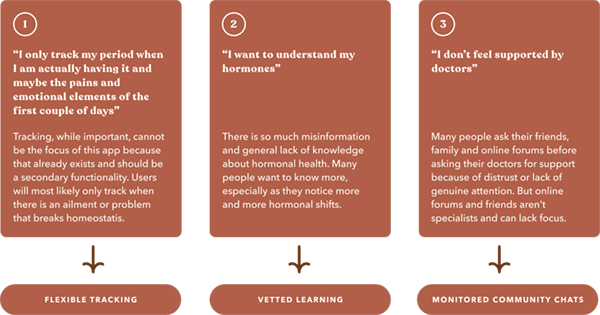 1
“I only track my period when
I am actually having it and
maybe the pains and
emotional elements of the
first couple of days”
Tracking, while important, cannot
be the focus of this app because
that already exists and should be
a secondary functionality. Users
will most likely only track when
there is an ailment or problem
that breaks homeostatis.
FLEXIBLE TRACKING
2
“I want to understand my
hormones”
There is so much misinformation
and general lack of knowledge
about hormonal health. Many
people want to know more,
especially as they notice more
and more hormonal shifts.
VETTED LEARNING
3
“I don’t feel supported by
doctors”
Many people ask their friends,
family and online forums before
asking their doctors for support
because of distrust or lack of
genuine attention. But online
forums and friends aren’t
specialists and can lack focus.
MONITORED COMMUNITY CHATS